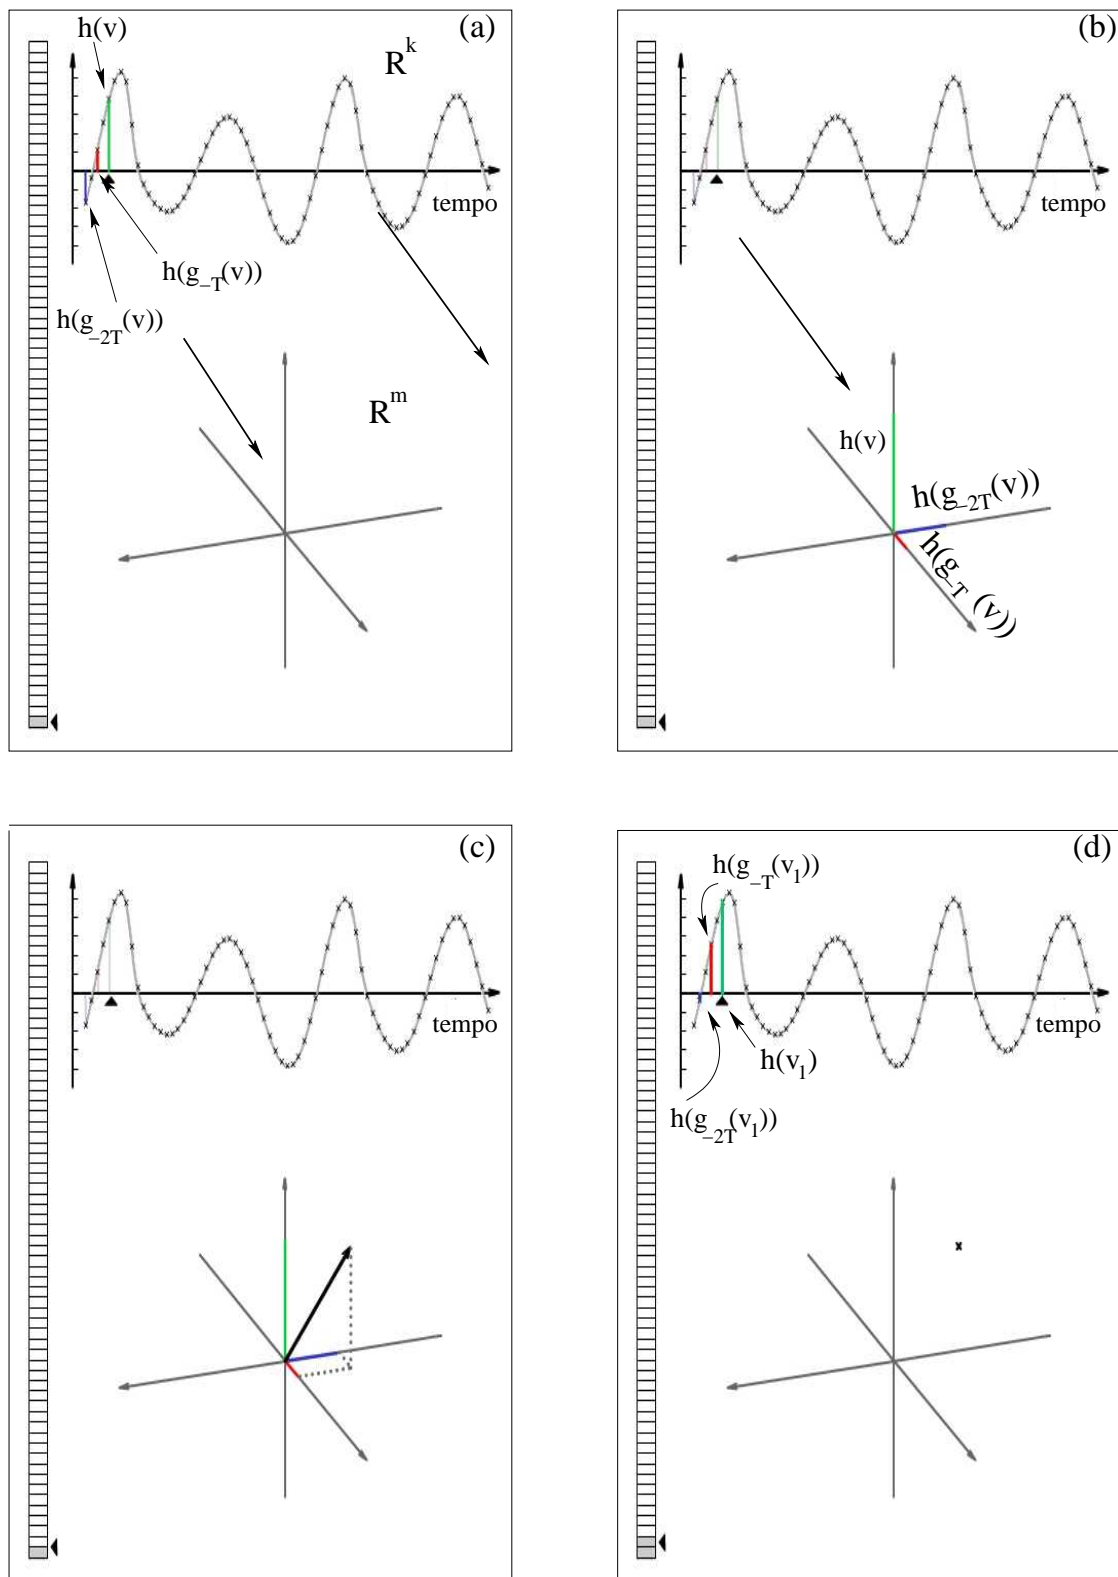 h(v)
(a)
R^k
tempo
h(g_{-T}(v))
h(g_{-2T}(v))
R^m
(b)
tempo
h(v)
h(g_{-2T}(v))
h(g_{-T}(v))
(c)
tempo
(d)
h(g_{-T}(v_1))
tempo
h(v_1)
h(g_{-2T}(v_1))